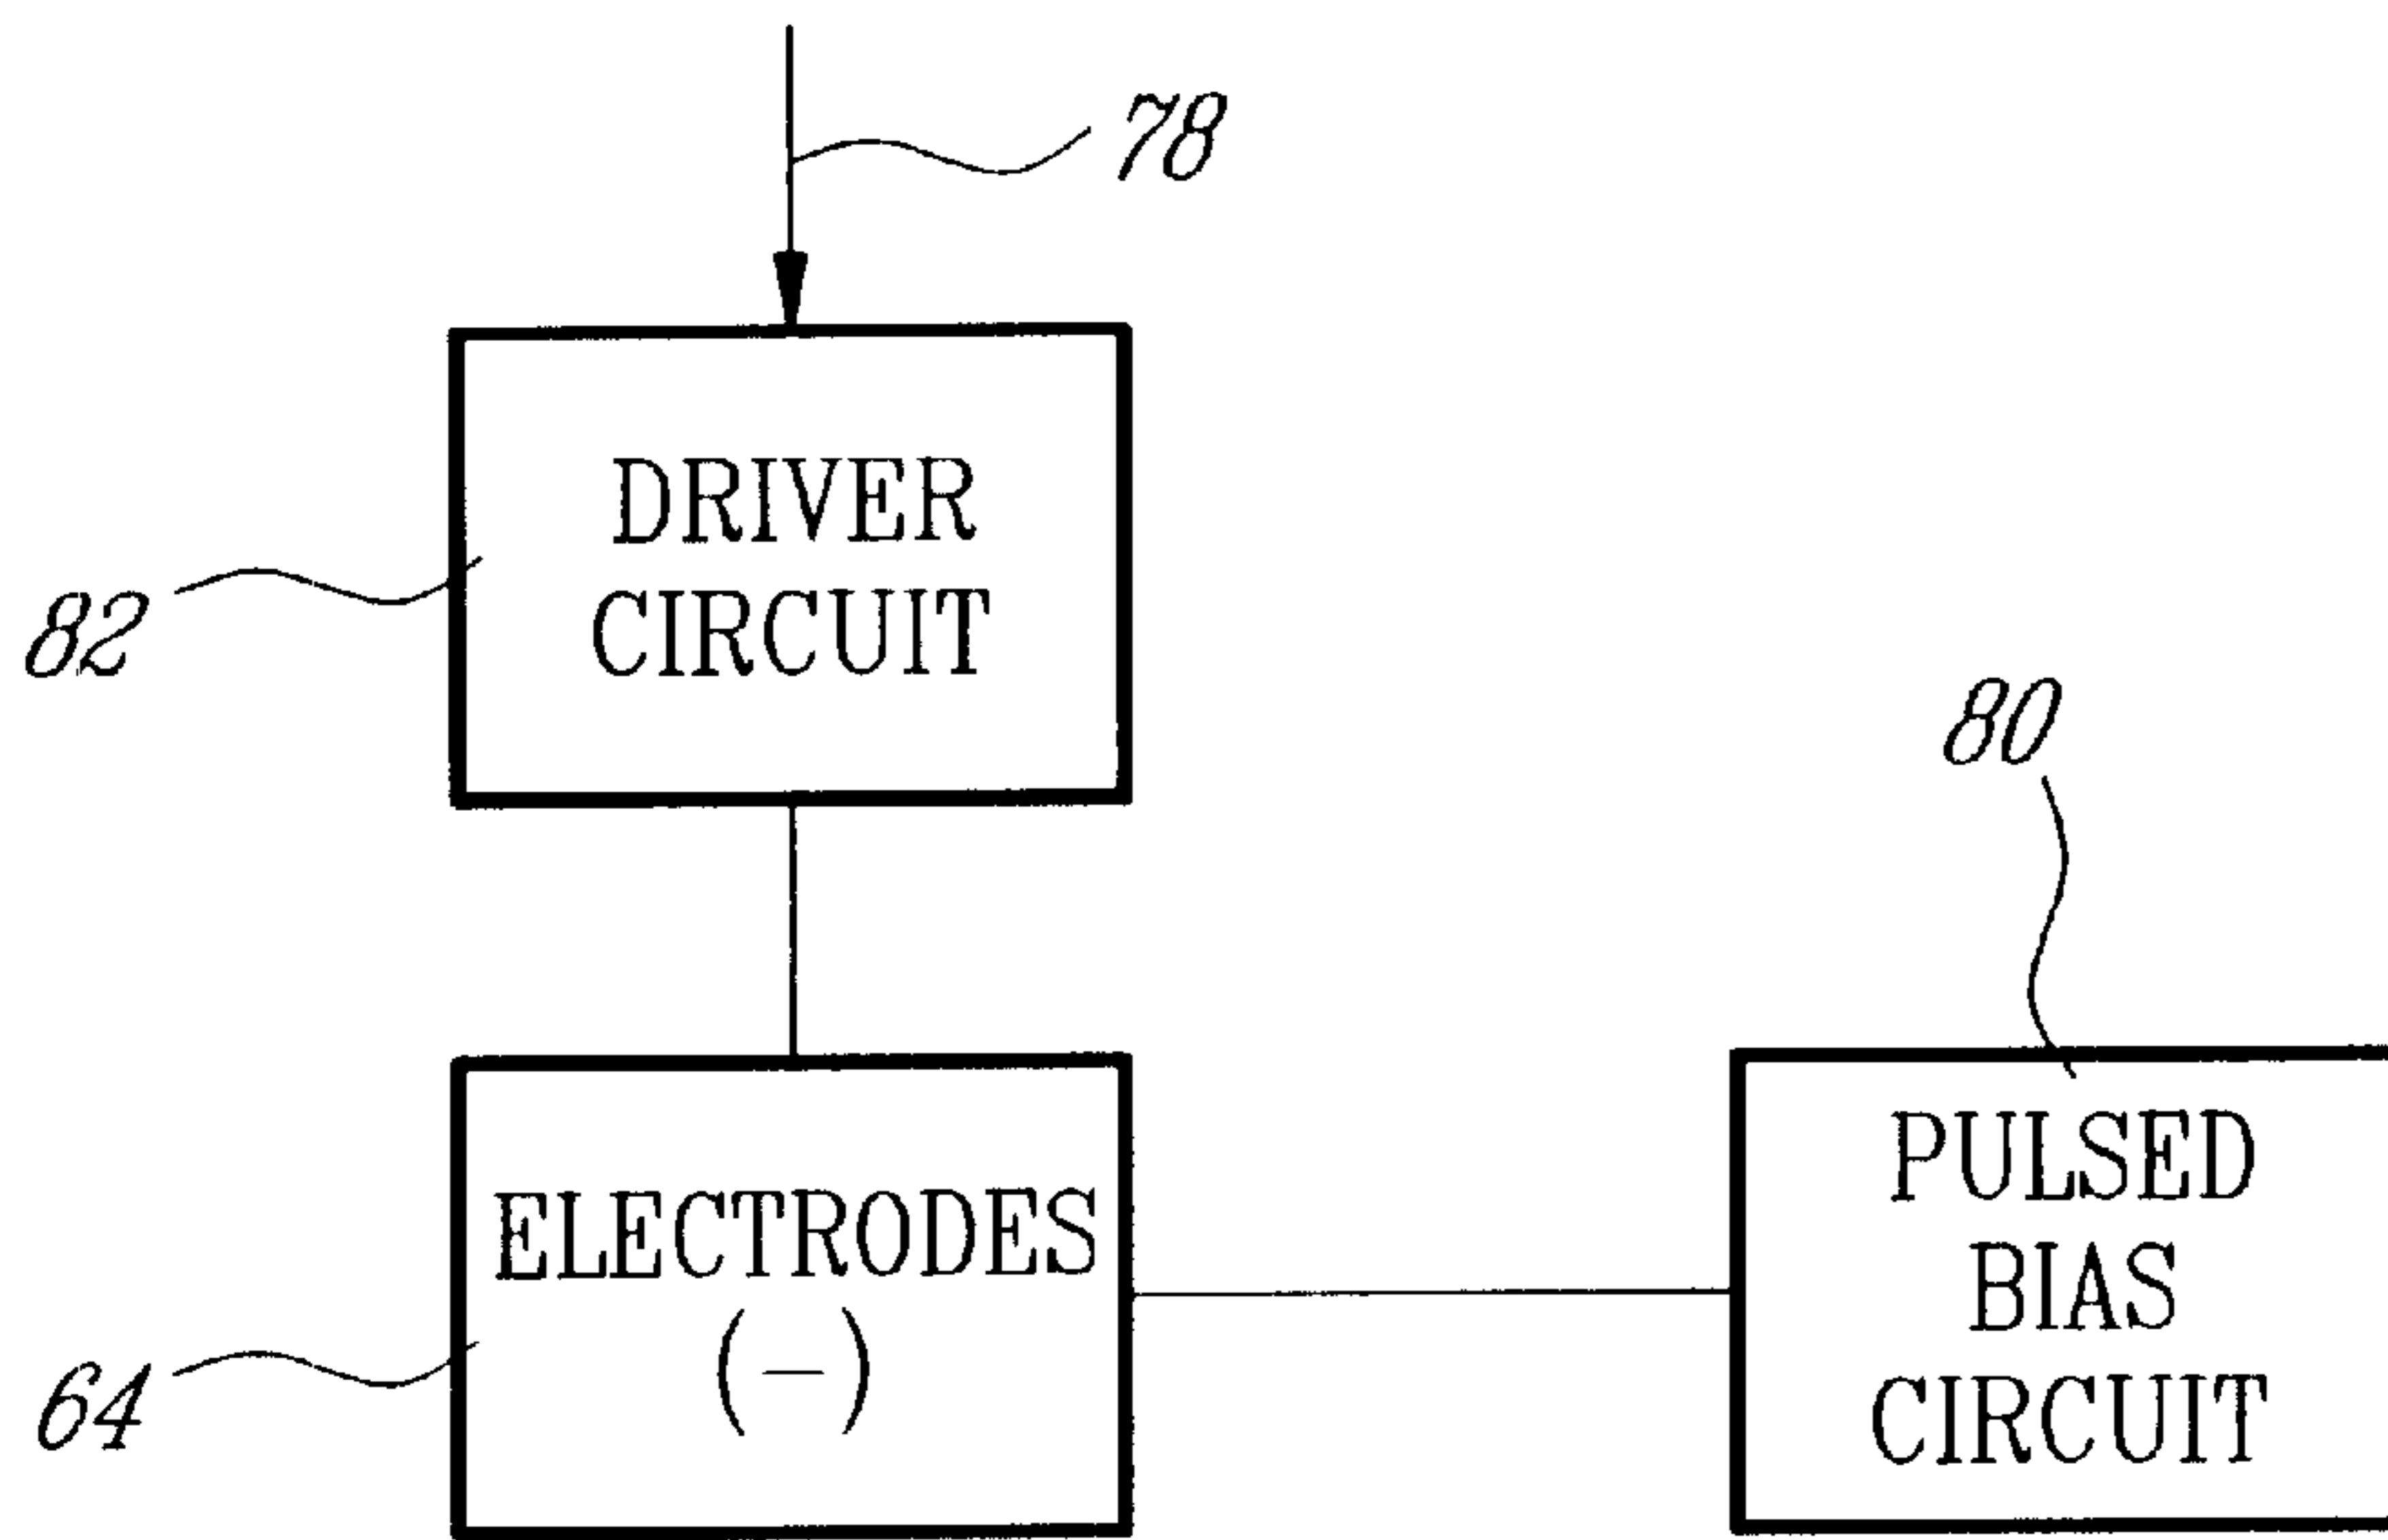 78
DRIVER
CIRCUIT
82
80
ELECTRODES
(—)
64
PULSED
BIAS
CIRCUIT